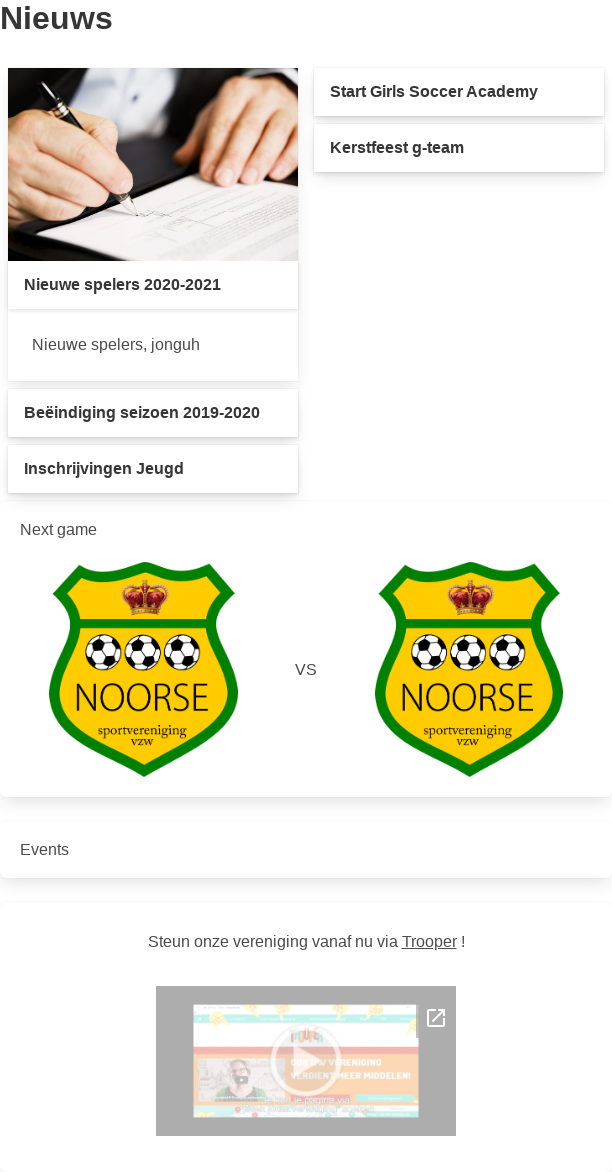 Nieuws
Nieuwe spelers 2020-2021
Nieuwe spelers, jonguh
Beëindiging seizoen 2019-2020
Inschrijvingen Jeugd
Start Girls Soccer Academy
Kerstfeest g-team
Next game
NOORSE
sportvereniging
vzw
VS
NOORSE
sportvereniging
vzw
Events
Steun onze vereniging vanaf nu via Trooper !
OOK UW VERENIGING
VERDIENT MEER MIDDELEN!